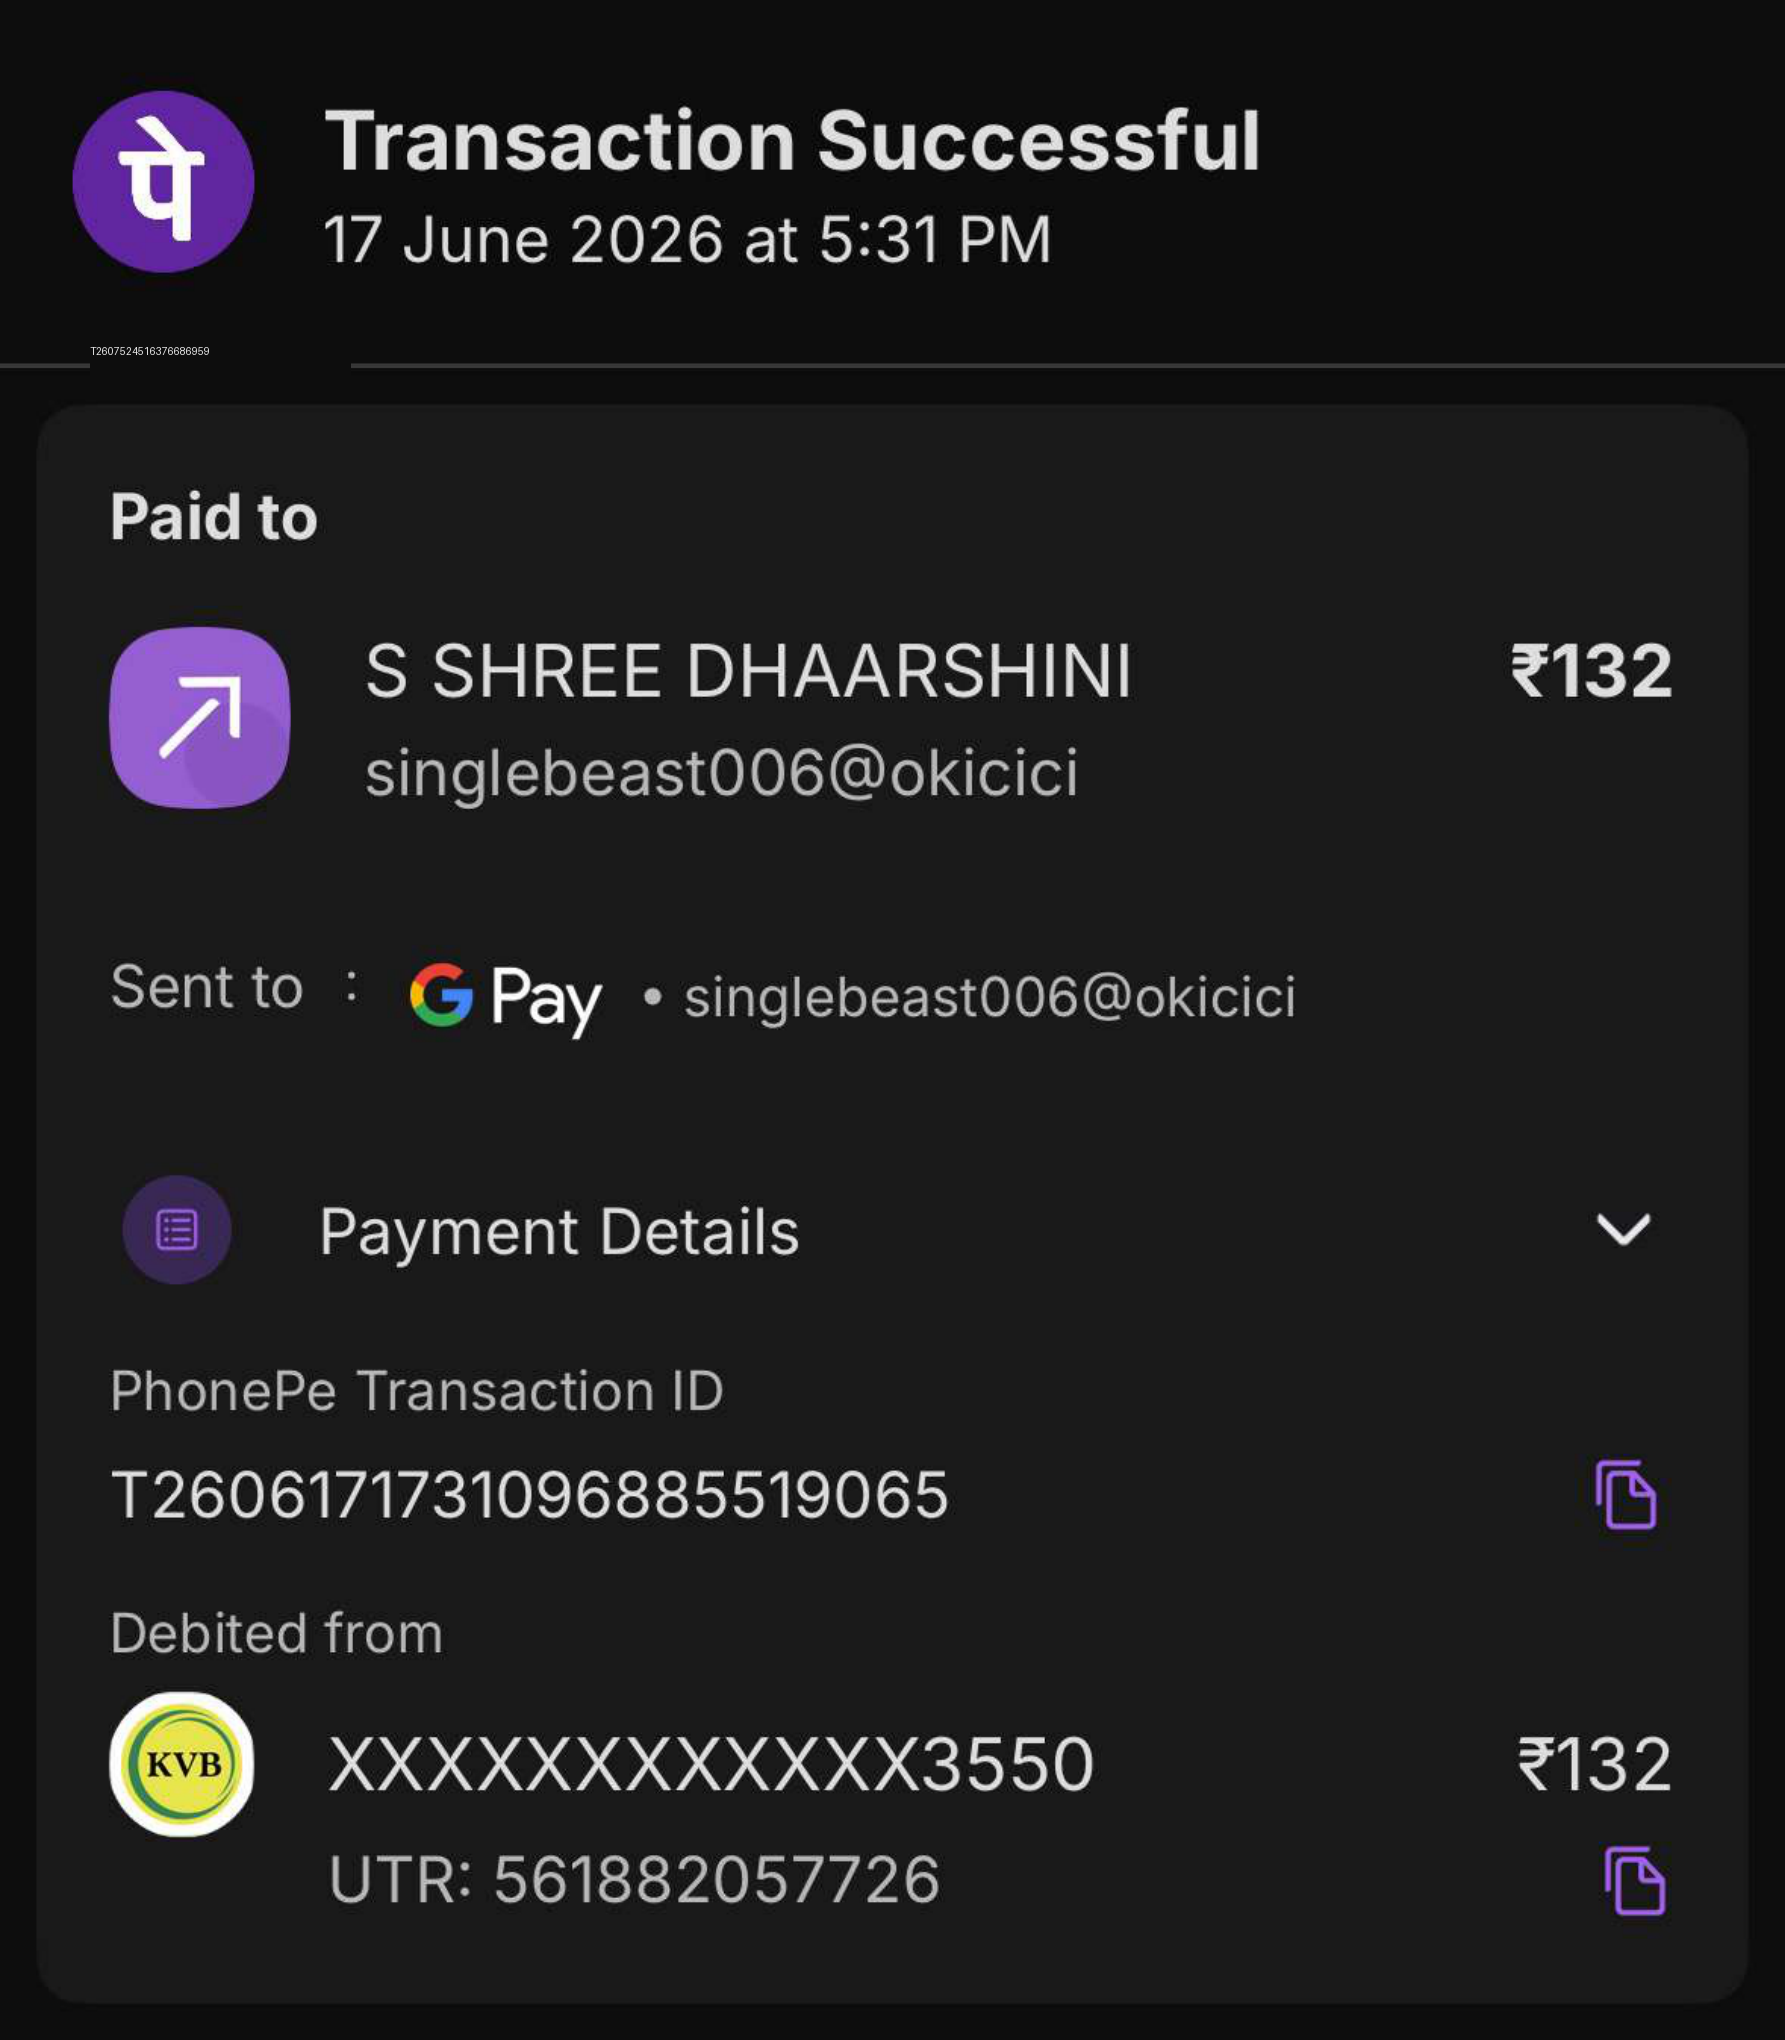 पे
Transaction Successful
17 June 2026 at 5:31 PM
T2607524516376686959
Paid to
S SHREE DHAARSHINI ₹132
singlebeast006@okicici
Sent to : G Pay • singlebeast006@okicici
Payment Details
PhonePe Transaction ID
T2606171731096885519065
Debited from
KVB XXXXXXXXXXXX3550 ₹132
UTR: 561882057726